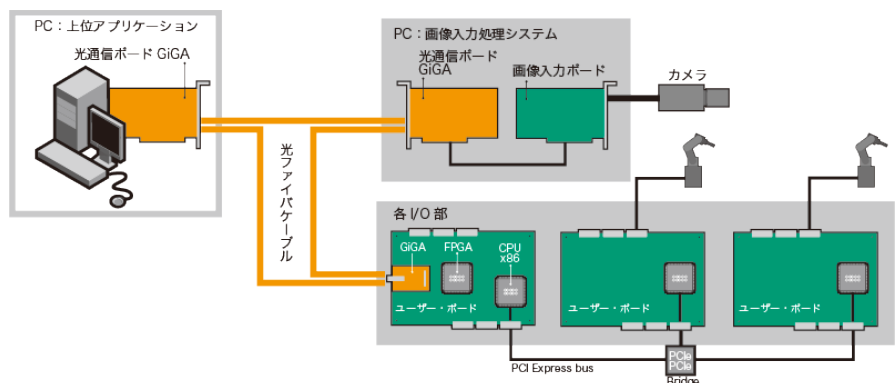 PC：上位アプリケーション
光通信ボード GiGA
PC：画像入力処理システム
光通信ボード
GiGA
画像入力ボード
カメラ
光ファイバケーブル
各 I/O 部
GiGA
FPGA
CPU
x86
ユーザー・ボード
ユーザー・ボード
ユーザー・ボード
PCI Express bus
PCIe
PCIe
Bridge